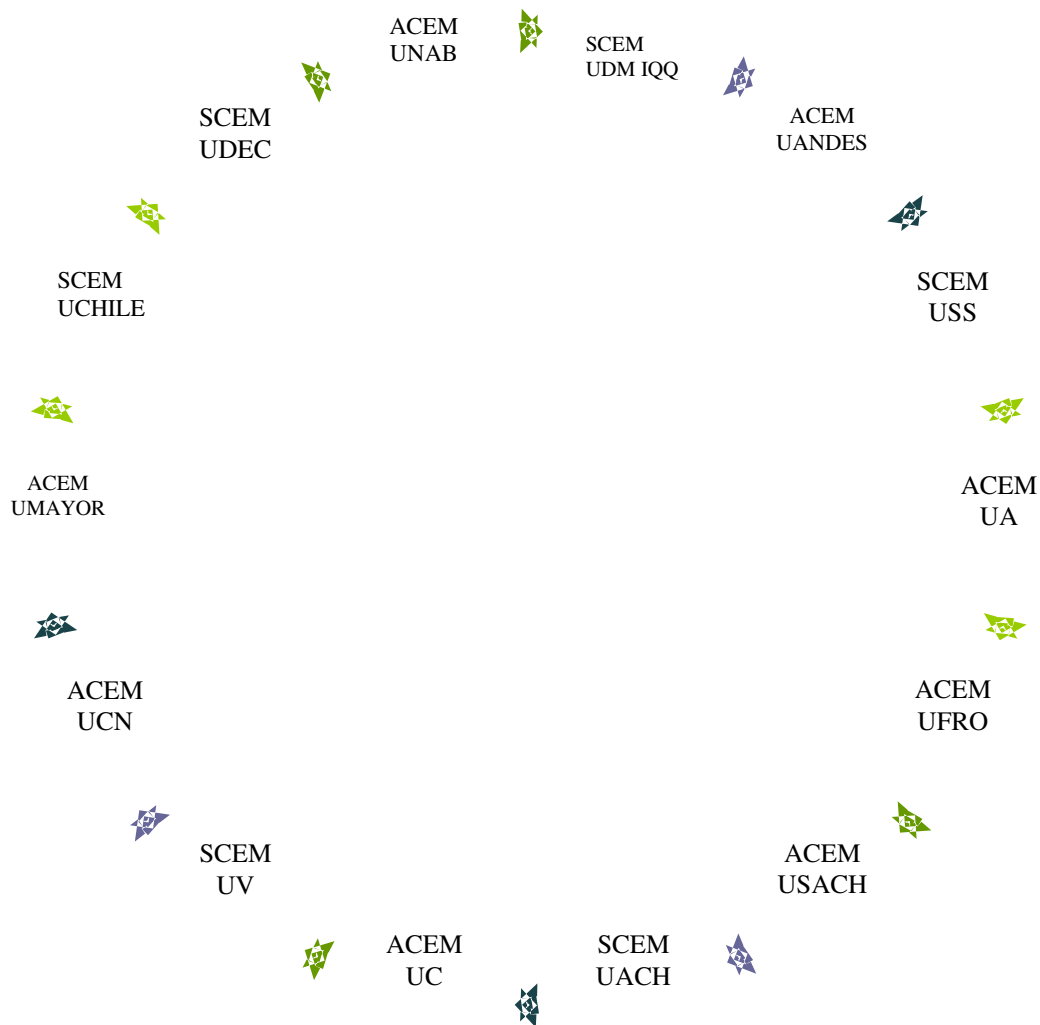 ACEM
UNAB
SCEM
UDM IQQ
ACEM
UANDES
SCEM
USS
ACEM
UA
ACEM
UFRO
ACEM
USACH
SCEM
UACH
ACEM
UC
SCEM
UV
ACEM
UCN
ACEM
UMAYOR
SCEM
UCHILE
SCEM
UDEC